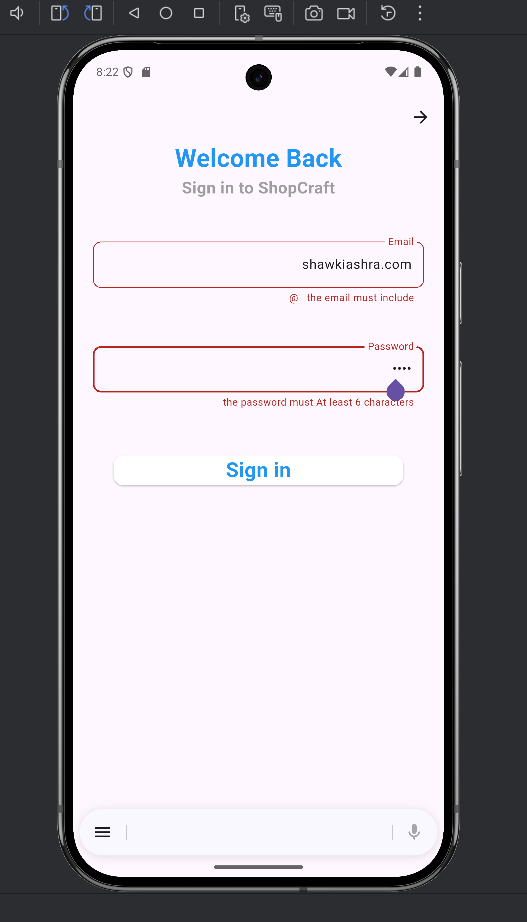 8:22
Welcome Back
Sign in to ShopCraft
Email
shawkiashra.com
@   the email must include
Password
••••
the password must At least 6 characters
Sign in